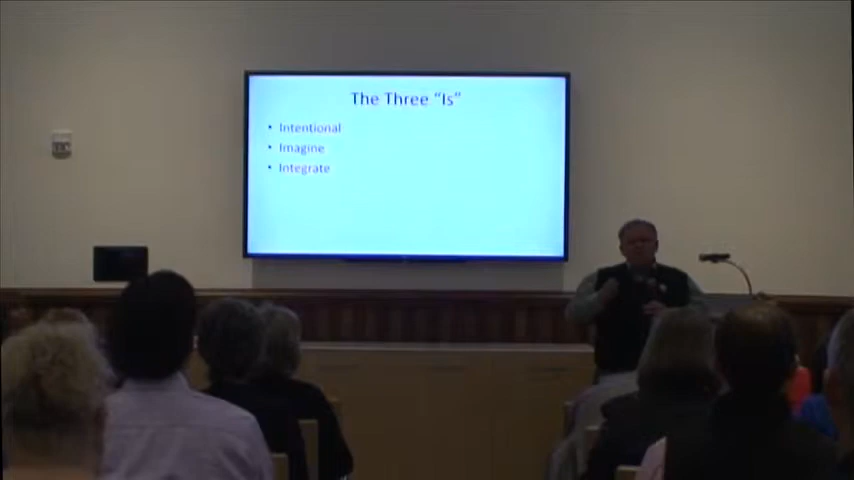 The Three “Is”
• Intentional
• Imagine
• Integrate